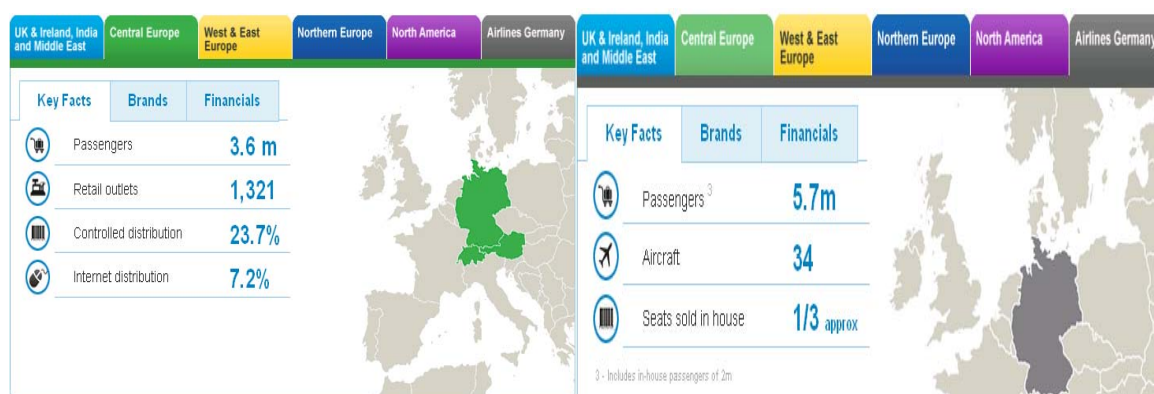 UK & Ireland, India and Middle East
Central Europe
West & East Europe
Northern Europe
North America
Airlines Germany
Key Facts
Brands
Financials
Passengers 3.6 m
Retail outlets 1,321
Controlled distribution 23.7%
Internet distribution 7.2%
UK & Ireland, India and Middle East
Central Europe
West & East Europe
Northern Europe
North America
Airlines Germany
Key Facts
Brands
Financials
Passengers 3 5.7m
Aircraft 34
Seats sold in house 1/3 approx
3 - Includes in-house passengers of 2m